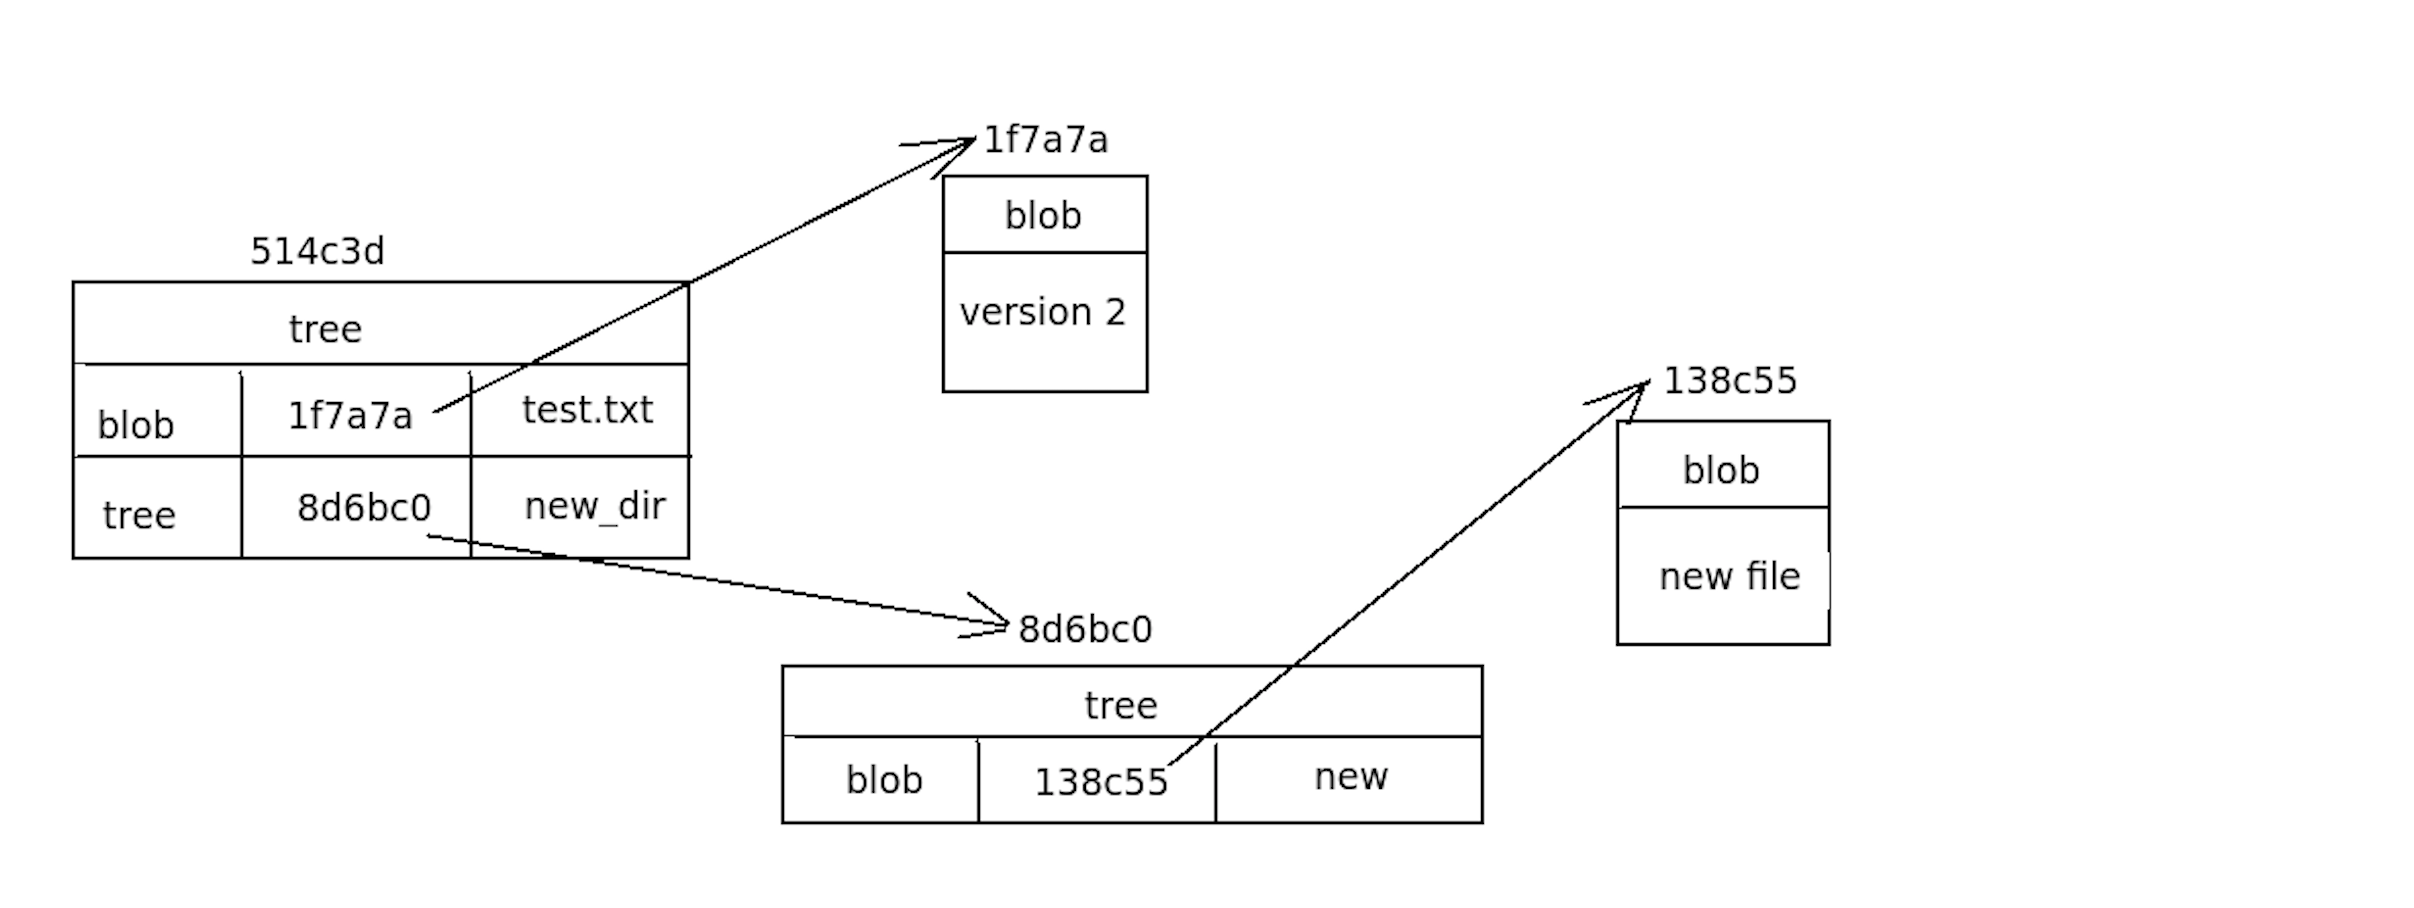 514c3d
tree
blob 1f7a7a test.txt
tree 8d6bc0 new_dir
1f7a7a
blob
version 2
8d6bc0
tree
blob 138c55 new
138c55
blob
new file